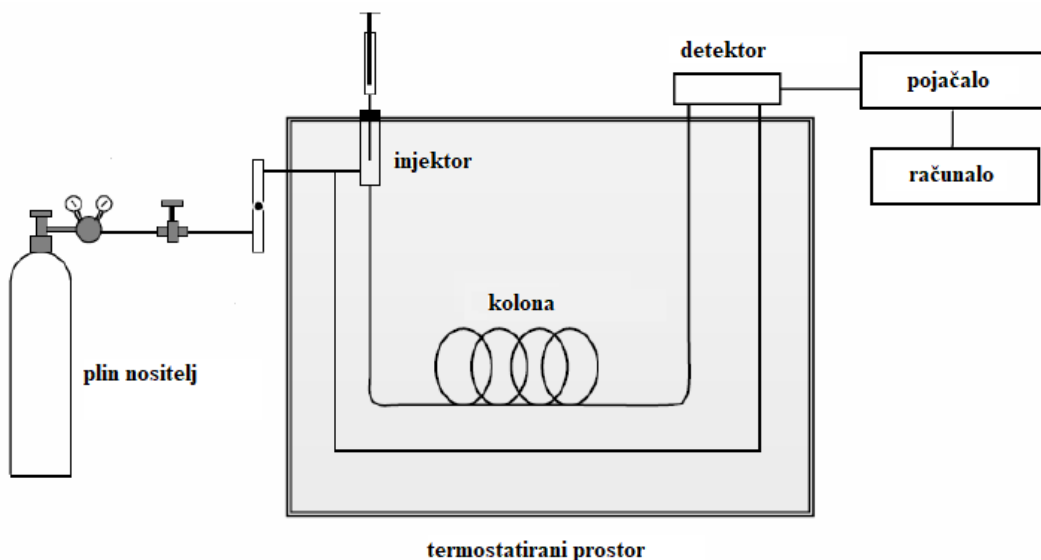 detektor
pojačalo
injektor
računalo
kolona
plin nositelj
termostatirani prostor